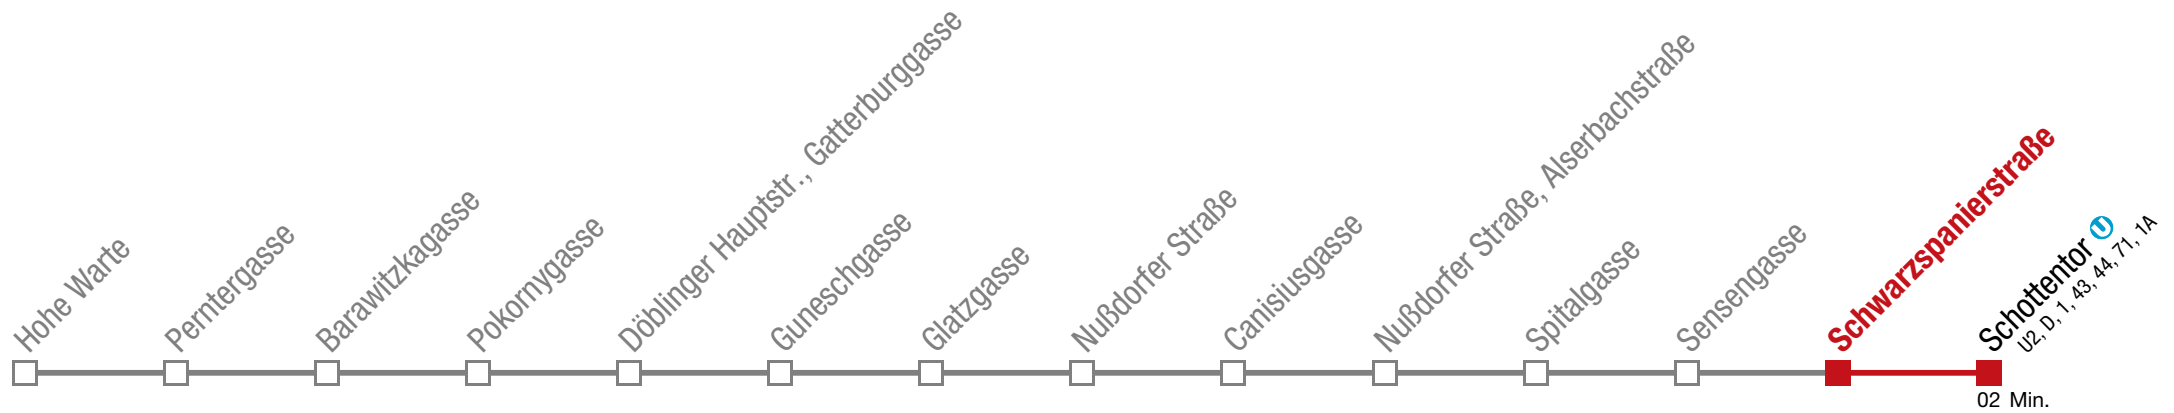 Hohe Warte
Perntergasse
Barawitzkagasse
Pokornygasse
Döblinger Hauptstr., Gatterburggasse
Guneschgasse
Glatzgasse
Nußdorfer Straße
Canisiusgasse
Nußdorfer Straße, Alserbachstraße
Spitalgasse
Sensengasse
Schwarzspanierstraße
Schottentor U
U2, D, 1, 43, 44, 71, 1A
02 Min.